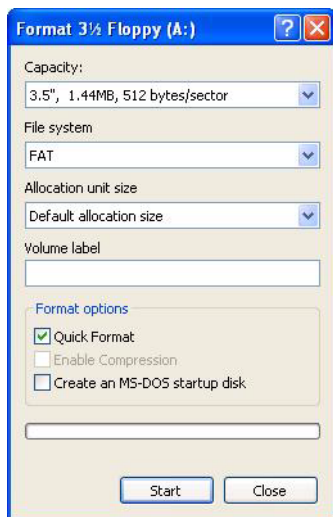 Format 3½ Floppy (A:)
Capacity:
3.5", 1.44MB, 512 bytes/sector
File system
FAT
Allocation unit size
Default allocation size
Volume label
Format options
Quick Format
Enable Compression
Create an MS-DOS startup disk
Start Close